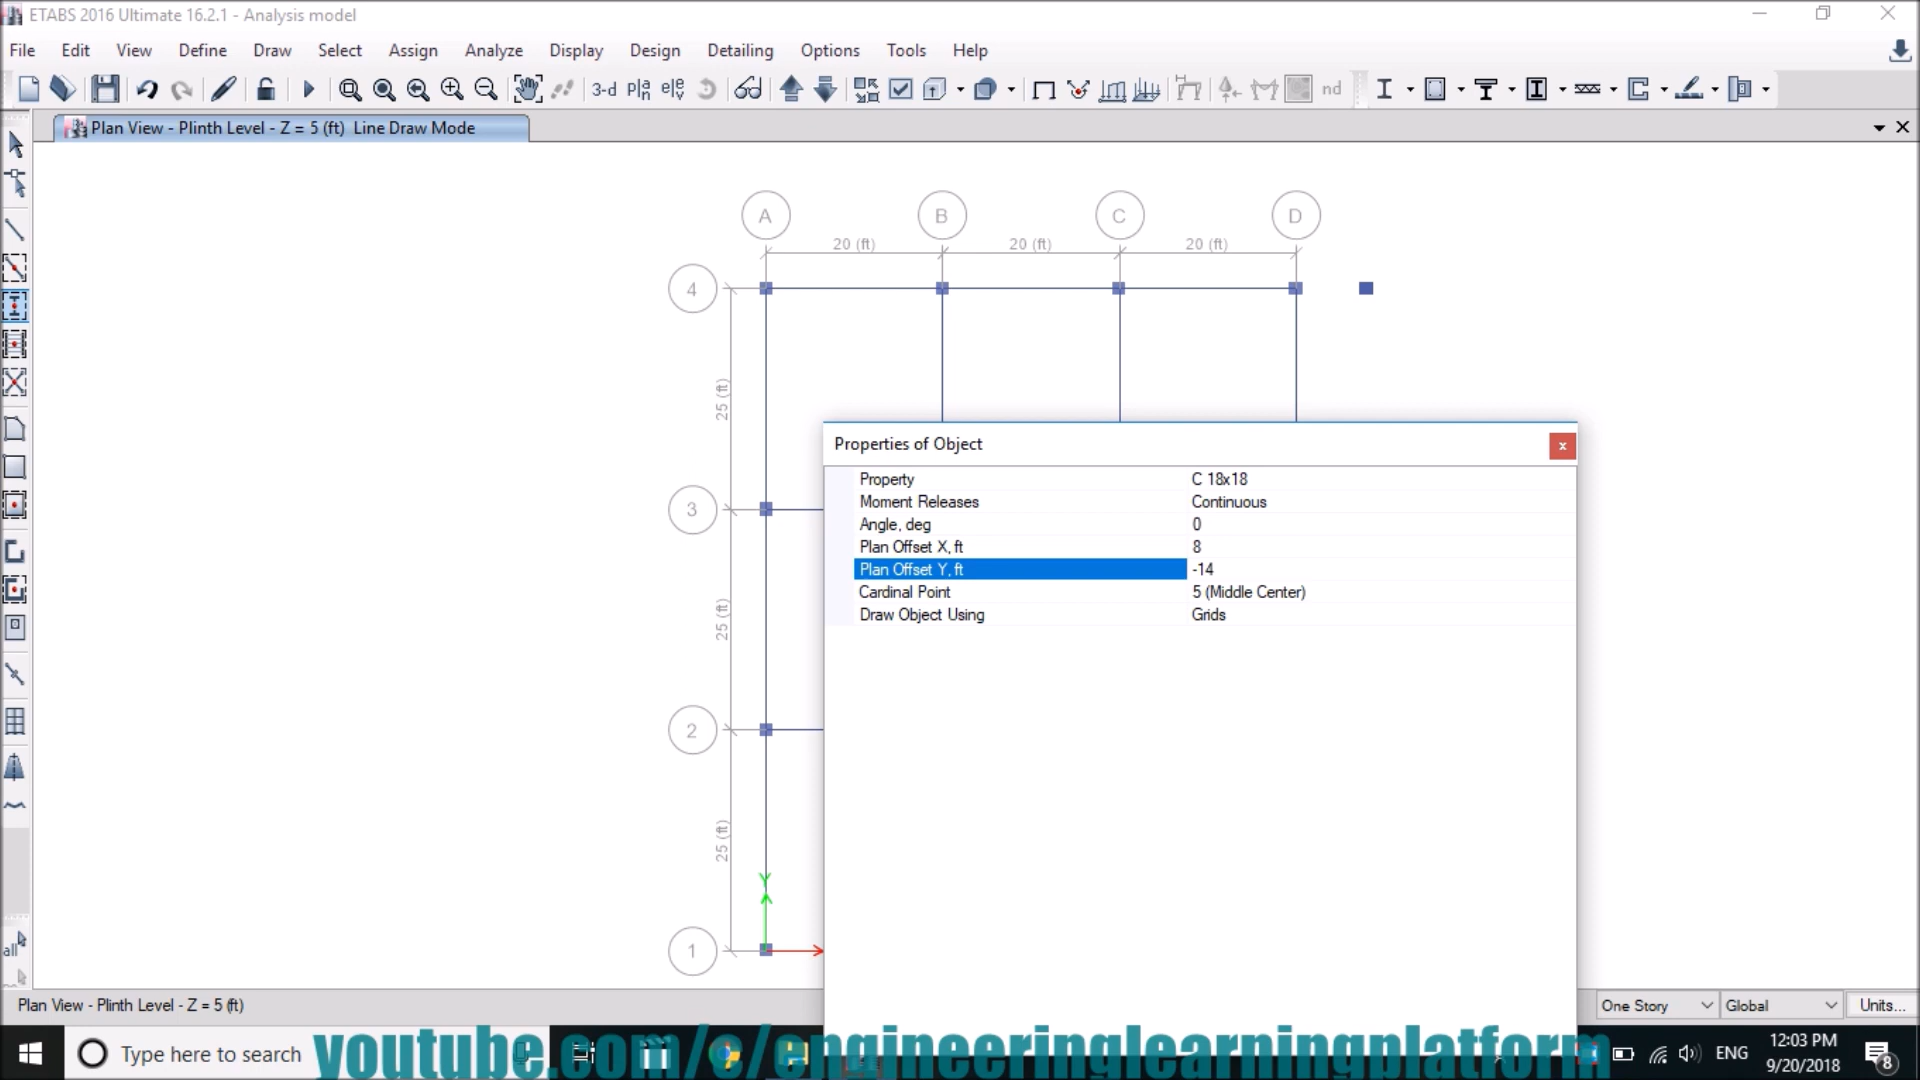 ETABS 2016 Ultimate 16.2.1 - Analysis model
File Edit View Define Draw Select Assign Analyze Display Design Detailing Options Tools Help
3-d nd
Plan View - Plinth Level - Z = 5 (ft) Line Draw Mode
A B C D
20 (ft) 20 (ft) 20 (ft)
4
25 (ft)
Properties of Object
Property C 18x18
Moment Releases Continuous
3
Angle, deg 0
Plan Offset X, ft 8
Plan Offset Y, ft -14
Cardinal Point 5 (Middle Center)
Draw Object Using Grids
25 (ft)
2
25 (ft)
Y
all
1
Plan View - Plinth Level - Z = 5 (ft)
One Story Global Units...
Type here to search
youtube.com/c/engineeringlearningplatform
ENG
12:03 PM
9/20/2018
8